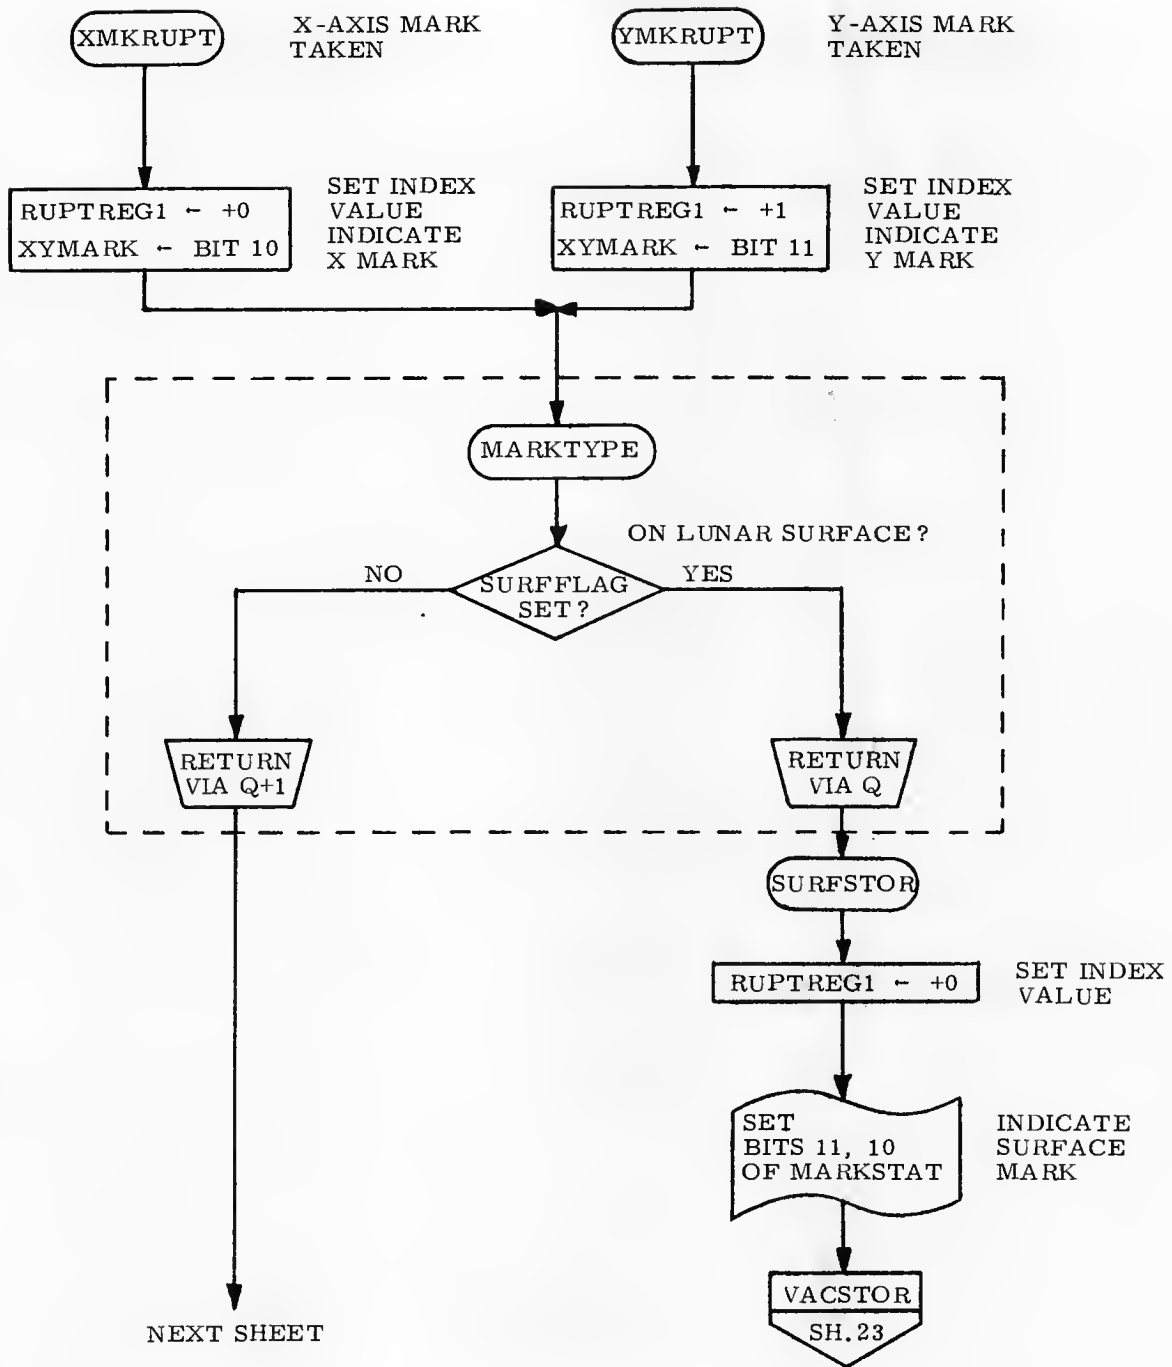 XMKRUPT
X-AXIS MARK
TAKEN
YMKRUPT
Y-AXIS MARK
TAKEN
RUPTREG1 ← +0
XYMARK ← BIT 10
SET INDEX
VALUE
INDICATE
X MARK
RUPTREG1 ← +1
XYMARK ← BIT 11
SET INDEX
VALUE
INDICATE
Y MARK
MARKTYPE
ON LUNAR SURFACE?
NO
SURFFLAG
SET?
YES
RETURN
VIA Q+1
RETURN
VIA Q
SURFSTOR
RUPTREG1 ← +0
SET INDEX
VALUE
SET
BITS 11, 10
OF MARKSTAT
INDICATE
SURFACE
MARK
VACSTOR
SH.23
NEXT SHEET